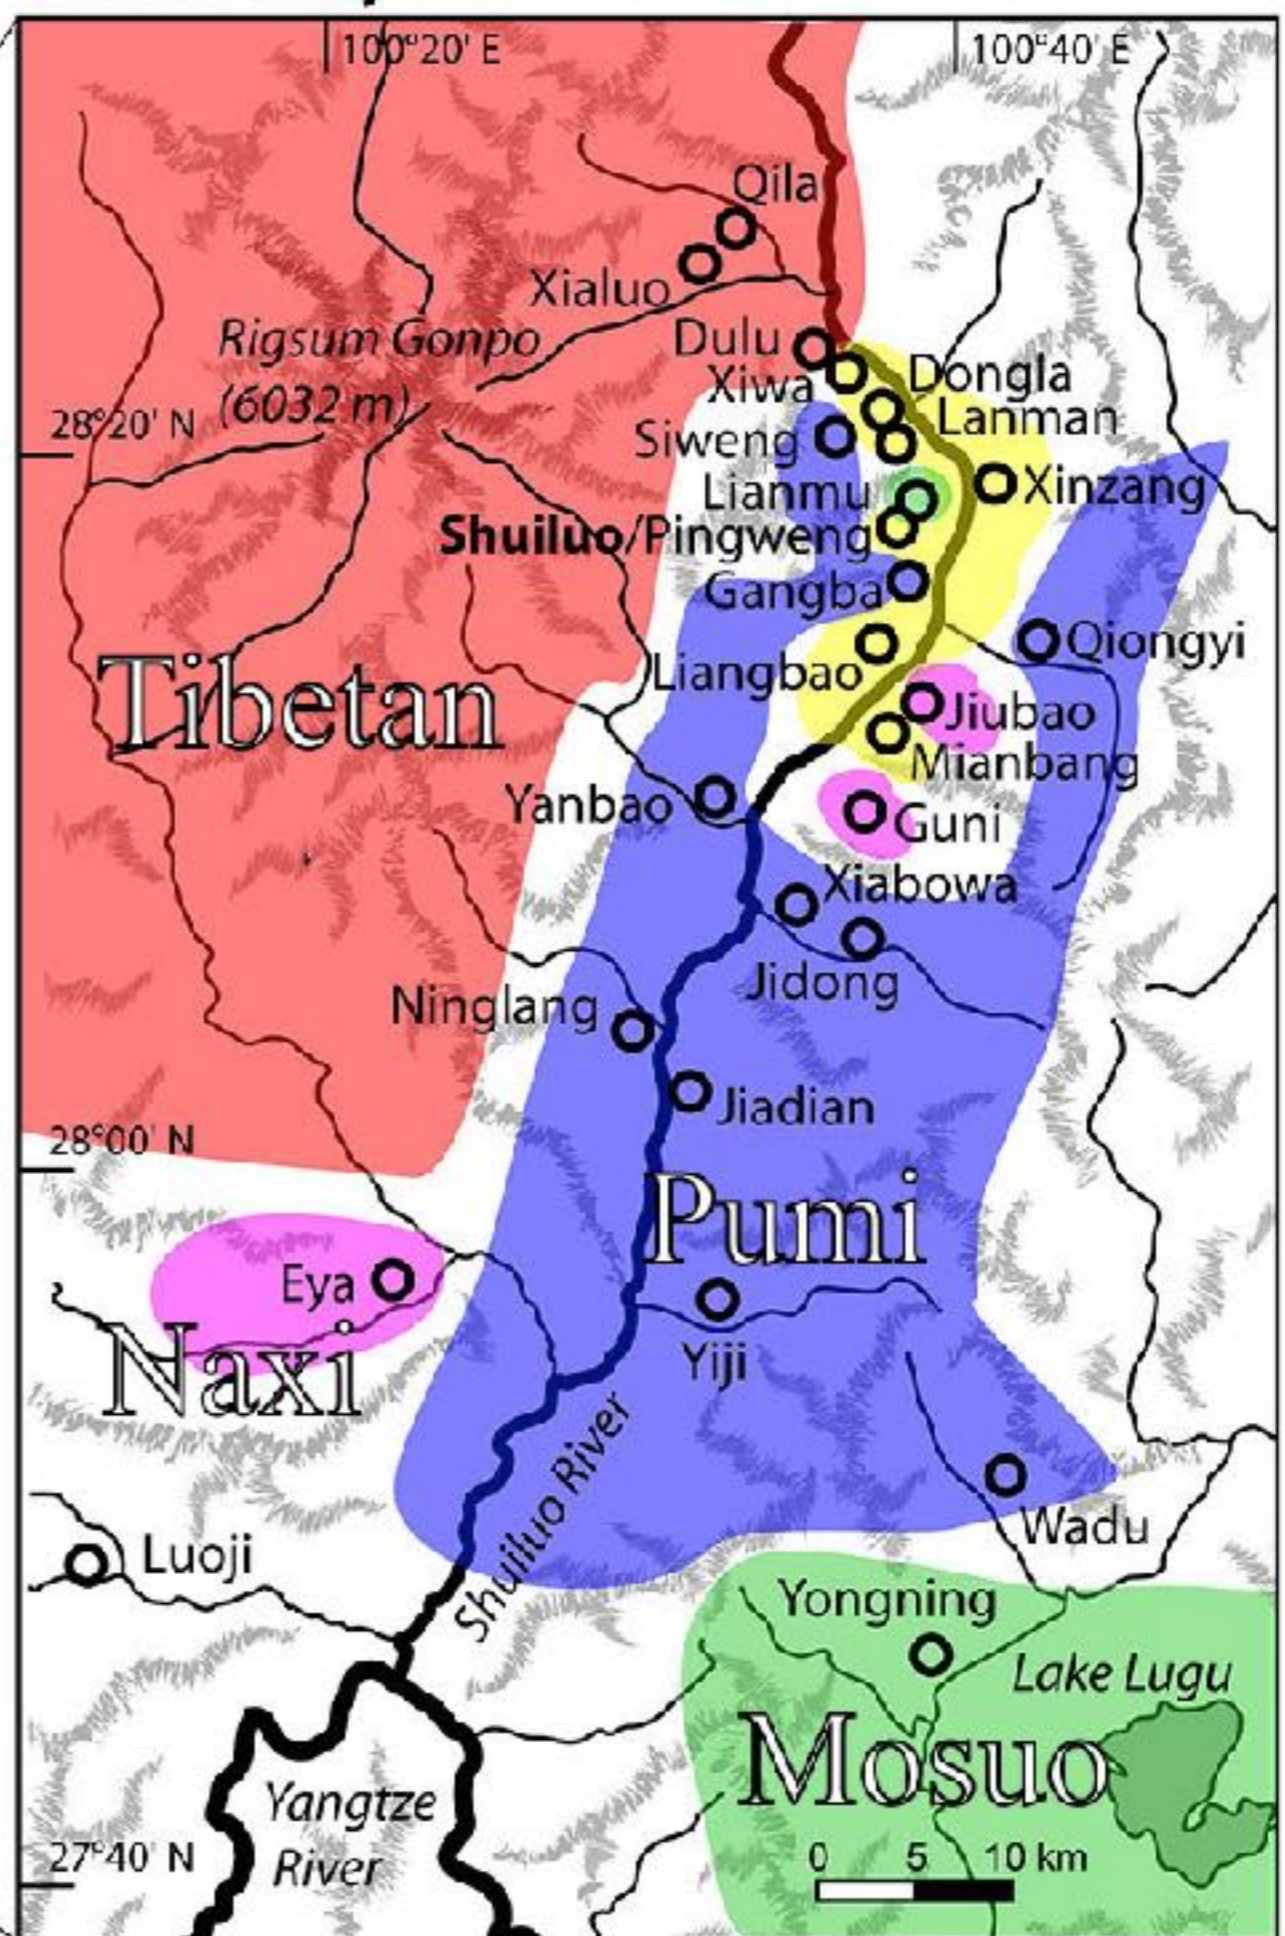 100°20' E
100°40' E
Qila
Xialuo
Rigsum Gonpo
(6032 m)
Dulu
Xiwa
Dongla
Lanman
28°20' N
Siweng
Lianmu
Xinzang
Shuiluo/Pingweng
Gangba
Qiongyi
Liangbao
Tibetan
Jiubao
Mianbang
Yanbao
Guni
Xiabowa
Jidong
Ninglang
Jiadian
28°00' N
Pumi
Eya
Naxi
Yiji
Shuiluo River
Wadu
Luoji
Yongning
Lake Lugu
Mosuo
Yangtze
River
27°40' N
0 5 10 km